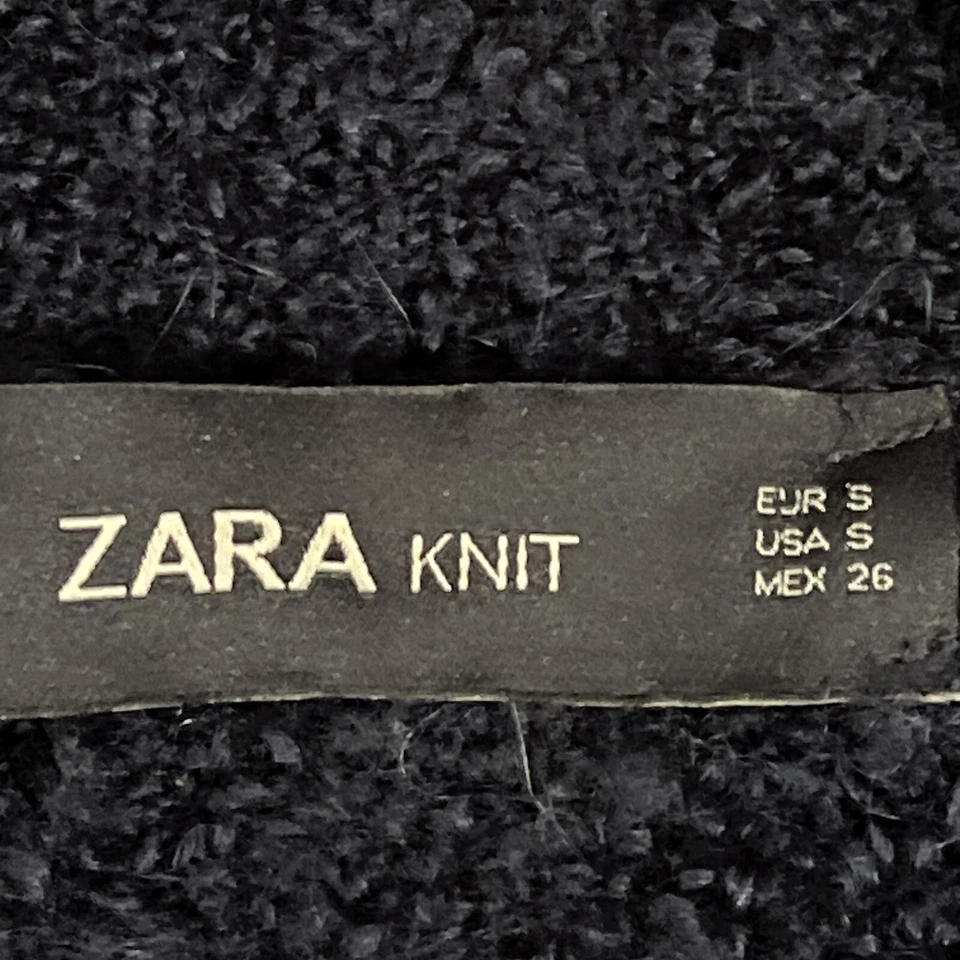 ZARA KNIT
EUR S
USA S
MEX 26